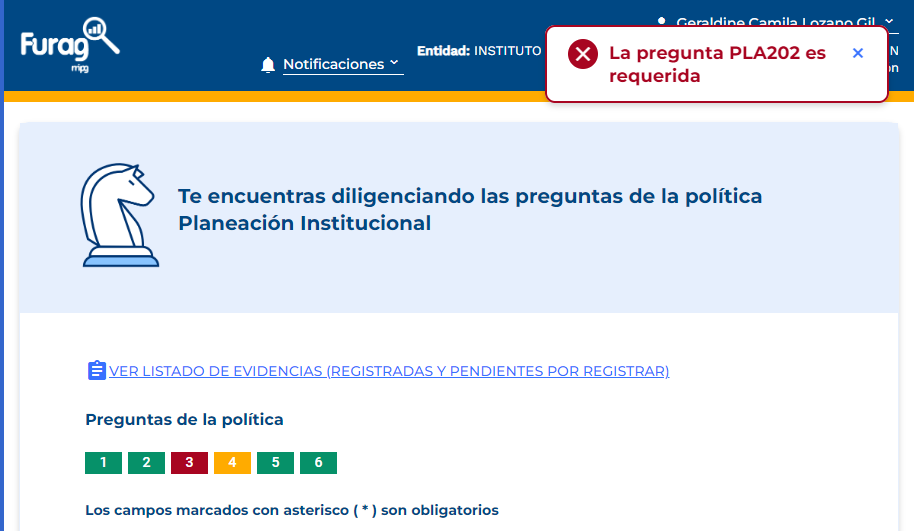 Furag
mipg
Notificaciones
Entidad: INSTITUTO
Geraldine Camila Lozano Gil
N
ón
La pregunta PLA202 es
requerida
Te encuentras diligenciando las preguntas de la política
Planeación Institucional
VER LISTADO DE EVIDENCIAS (REGISTRADAS Y PENDIENTES POR REGISTRAR)
Preguntas de la política
1 2 3 4 5 6
Los campos marcados con asterisco ( * ) son obligatorios